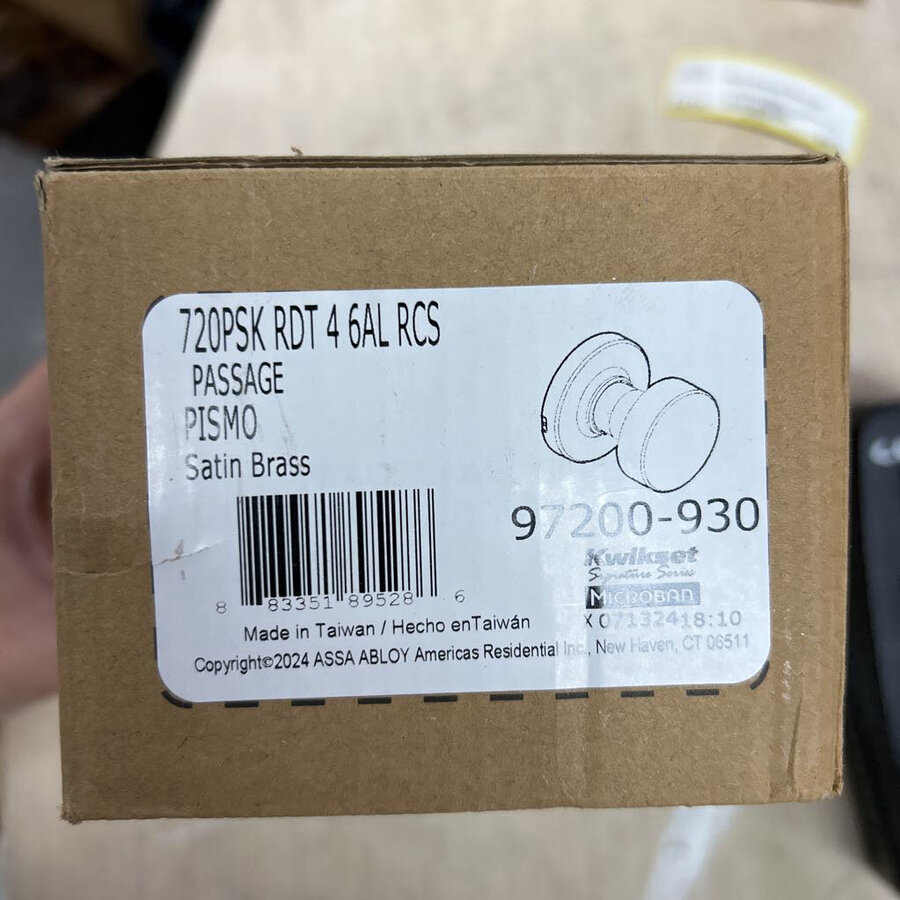 720PSK RDT 4 6AL RCS
PASSAGE
PISMO
Satin Brass
97200-930
Kwikset
Signature Series
MICROBAN
8 83351 89528 6
X 07132418:10
Made in Taiwan / Hecho enTaiwán
Copyright©2024 ASSA ABLOY Americas Residential Inc., New Haven, CT 06511